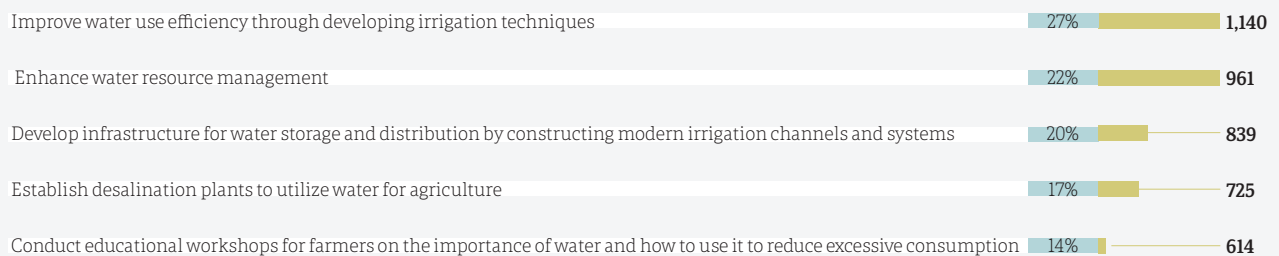 Improve water use efficiency through developing irrigation techniques 27% 1,140
Enhance water resource management 22% 961
Develop infrastructure for water storage and distribution by constructing modern irrigation channels and systems 20% 839
Establish desalination plants to utilize water for agriculture 17% 725
Conduct educational workshops for farmers on the importance of water and how to use it to reduce excessive consumption 14% 614